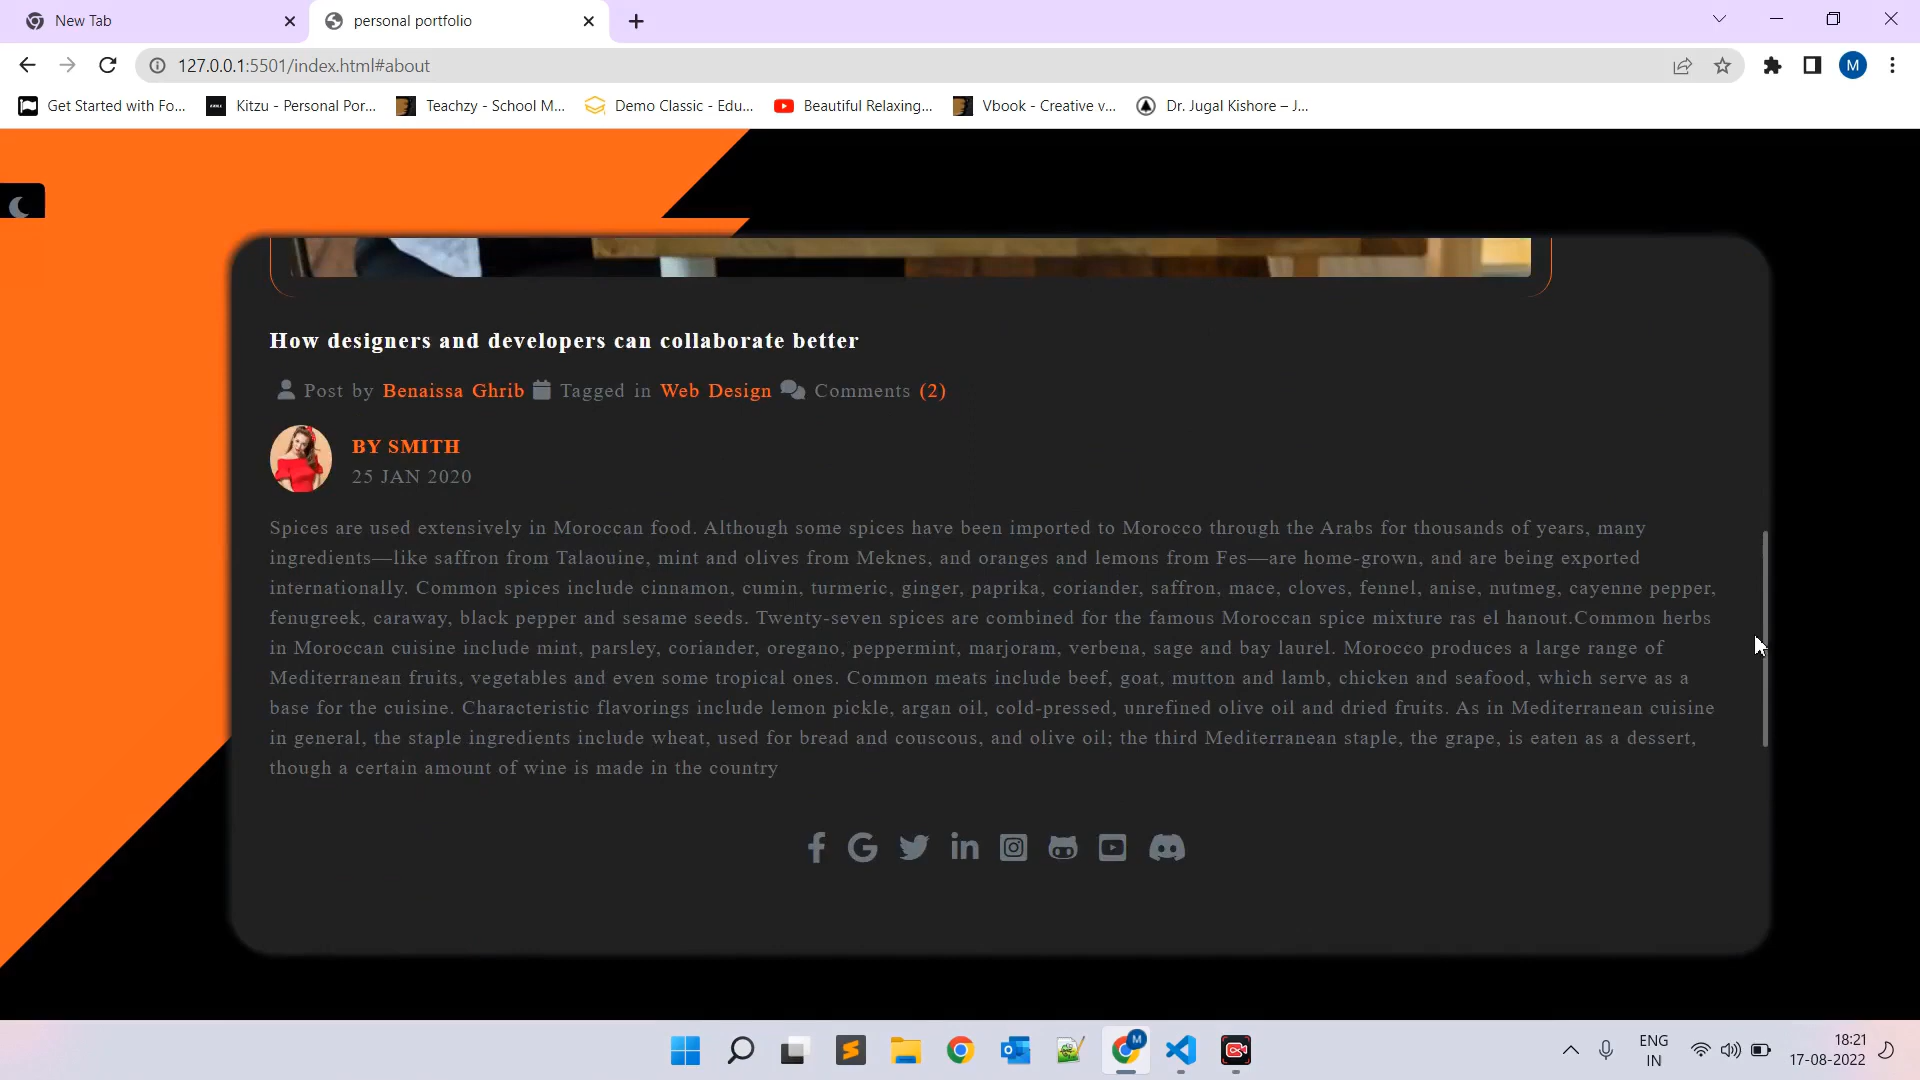 New Tab
personal portfolio
127.0.0.1:5501/index.html#about
M
Get Started with Fo...
Kitzu - Personal Por...
Teachzy - School M...
Demo Classic - Edu...
Beautiful Relaxing...
Vbook - Creative v...
Dr. Jugal Kishore – J...
How designers and developers can collaborate better
Post by Benaissa Ghrib Tagged in Web Design Comments (2)
BY SMITH
25 JAN 2020
Spices are used extensively in Moroccan food. Although some spices have been imported to Morocco through the Arabs for thousands of years, many
ingredients—like saffron from Talaouine, mint and olives from Meknes, and oranges and lemons from Fes—are home-grown, and are being exported
internationally. Common spices include cinnamon, cumin, turmeric, ginger, paprika, coriander, saffron, mace, cloves, fennel, anise, nutmeg, cayenne pepper,
fenugreek, caraway, black pepper and sesame seeds. Twenty-seven spices are combined for the famous Moroccan spice mixture ras el hanout.Common herbs
in Moroccan cuisine include mint, parsley, coriander, oregano, peppermint, marjoram, verbena, sage and bay laurel. Morocco produces a large range of
Mediterranean fruits, vegetables and even some tropical ones. Common meats include beef, goat, mutton and lamb, chicken and seafood, which serve as a
base for the cuisine. Characteristic flavorings include lemon pickle, argan oil, cold-pressed, unrefined olive oil and dried fruits. As in Mediterranean cuisine
in general, the staple ingredients include wheat, used for bread and couscous, and olive oil; the third Mediterranean staple, the grape, is eaten as a dessert,
though a certain amount of wine is made in the country
M
ENG
IN
18:21
17-08-2022